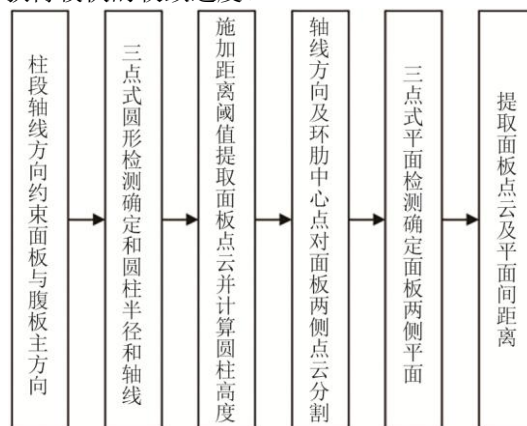 柱段轴线方向约束面板与腹板主方向
三点式圆形检测确定和圆柱半径和轴线
施加距离阈值提取面板点云并计算圆柱高度
轴线方向及环肋中心点对面板两侧点云分割
三点式平面检测确定面板两侧平面
提取面板点云及平面间距离